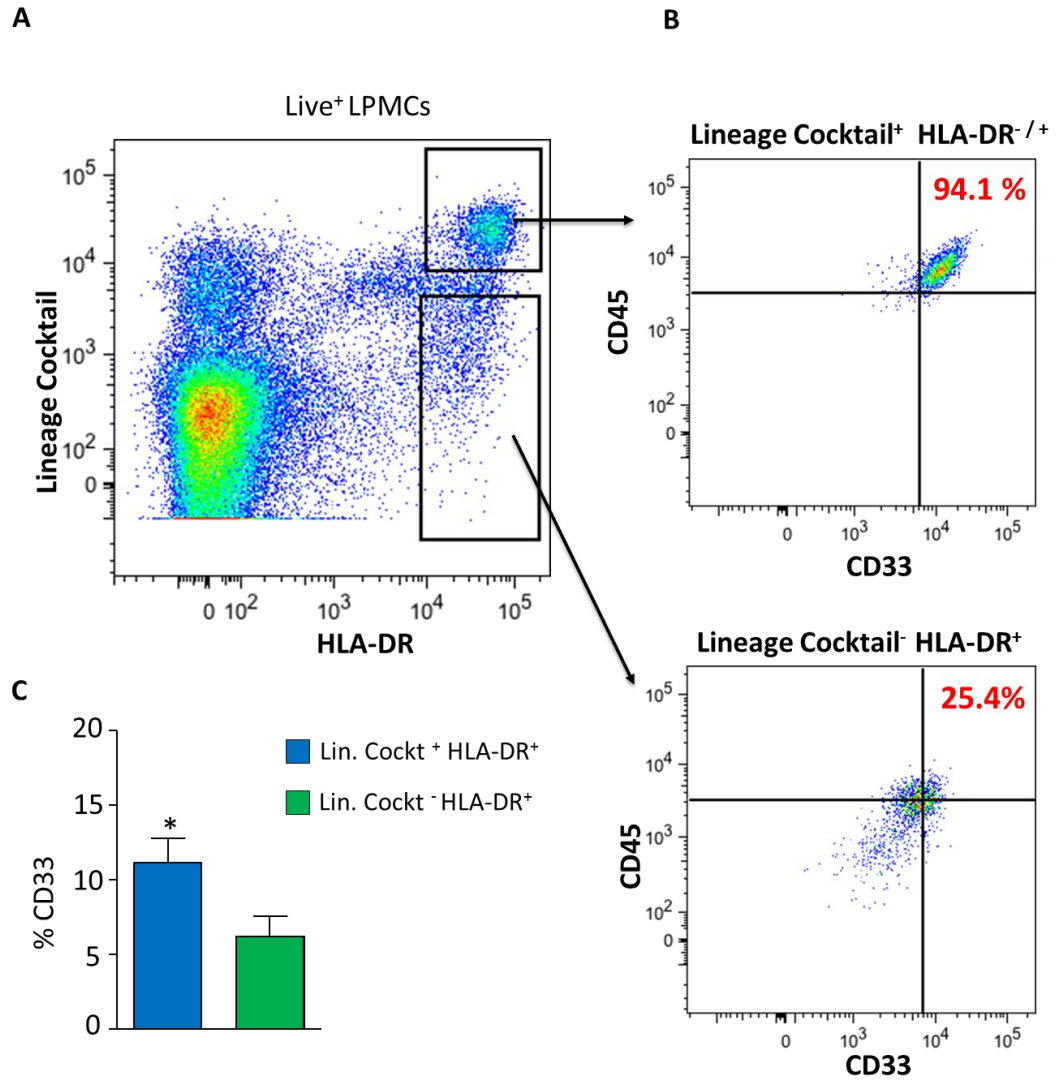 A
Live⁺ LPMCs
10⁵
10⁴
10³
10²
0
Lineage Cocktail
0 10² 10³ 10⁴ 10⁵
HLA-DR
B
Lineage Cocktail⁺ HLA-DR⁻ᐟ⁺
94.1 %
10⁵
10⁴
10³
10²
0
CD45
0 10³ 10⁴ 10⁵
CD33
Lineage Cocktail⁻ HLA-DR⁺
25.4%
10⁵
10⁴
10³
10²
0
CD45
0 10³ 10⁴ 10⁵
CD33
C
20
15
10
5
0
% CD33
*
Lin. Cockt ⁺ HLA-DR⁺
Lin. Cockt ⁻ HLA-DR⁺